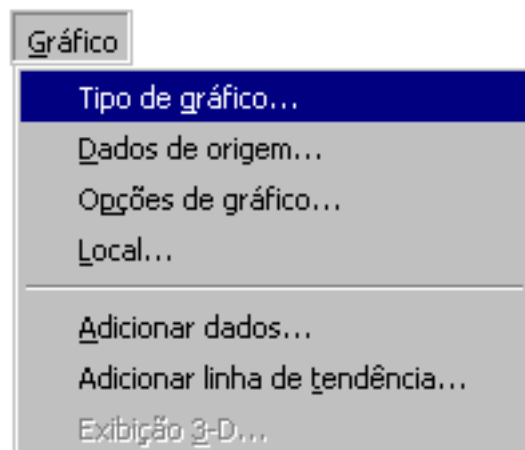 Gráfico
Tipo de gráfico...
Dados de origem...
Opções de gráfico...
Local...
Adicionar dados...
Adicionar linha de tendência...
Exibição 3-D...